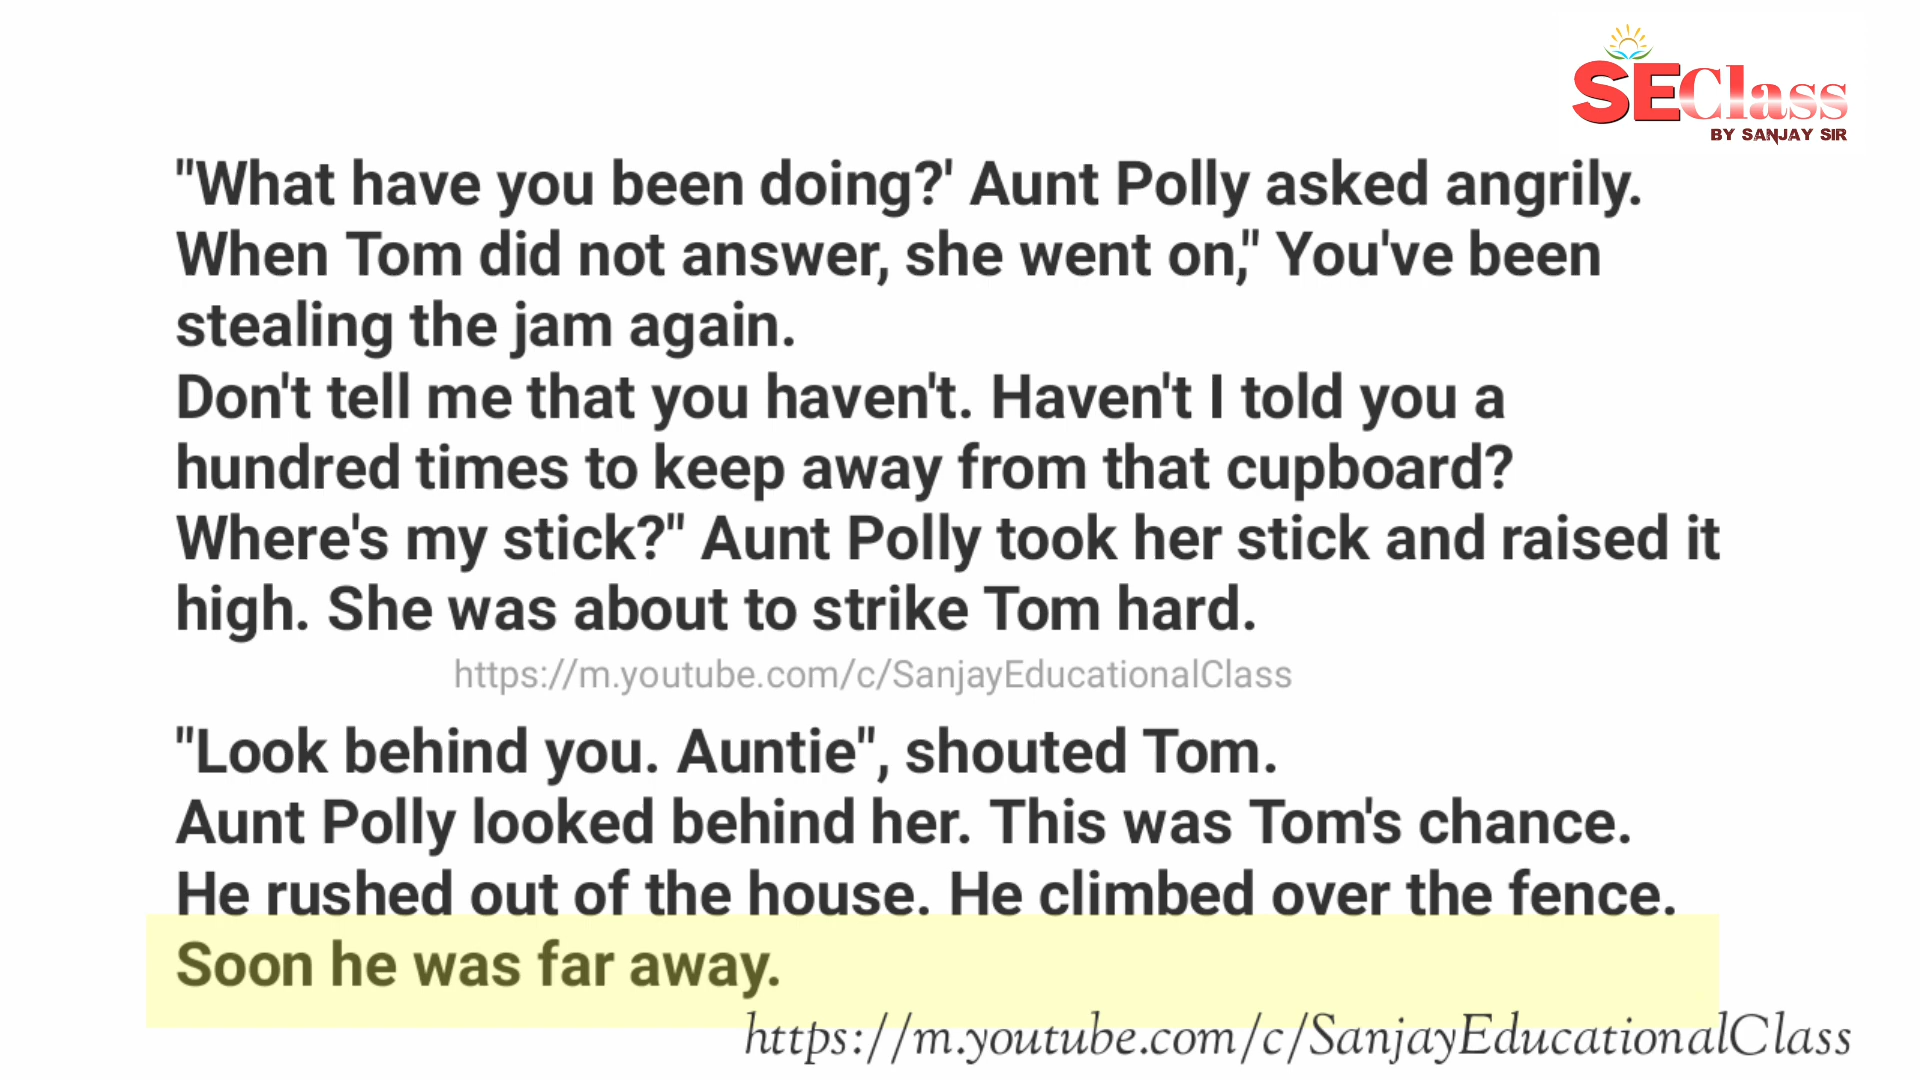 SEClass
BY SANJAY SIR
"What have you been doing?' Aunt Polly asked angrily.
When Tom did not answer, she went on," You've been
stealing the jam again.
Don't tell me that you haven't. Haven't I told you a
hundred times to keep away from that cupboard?
Where's my stick?" Aunt Polly took her stick and raised it
high. She was about to strike Tom hard.
https://m.youtube.com/c/SanjayEducationalClass
"Look behind you. Auntie", shouted Tom.
Aunt Polly looked behind her. This was Tom's chance.
He rushed out of the house. He climbed over the fence.
Soon he was far away.
https://m.youtube.com/c/SanjayEducationalClass